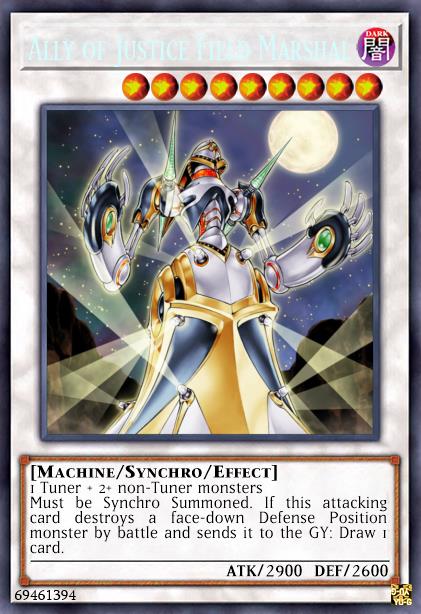 Ally of Justice Field Marshal
DARK
闇
[Machine/Synchro/Effect]
1 Tuner + 2+ non-Tuner monsters
Must be Synchro Summoned. If this attacking
card destroys a face-down Defense Position
monster by battle and sends it to the GY: Draw 1
card.
ATK/2900 DEF/2600
69461394